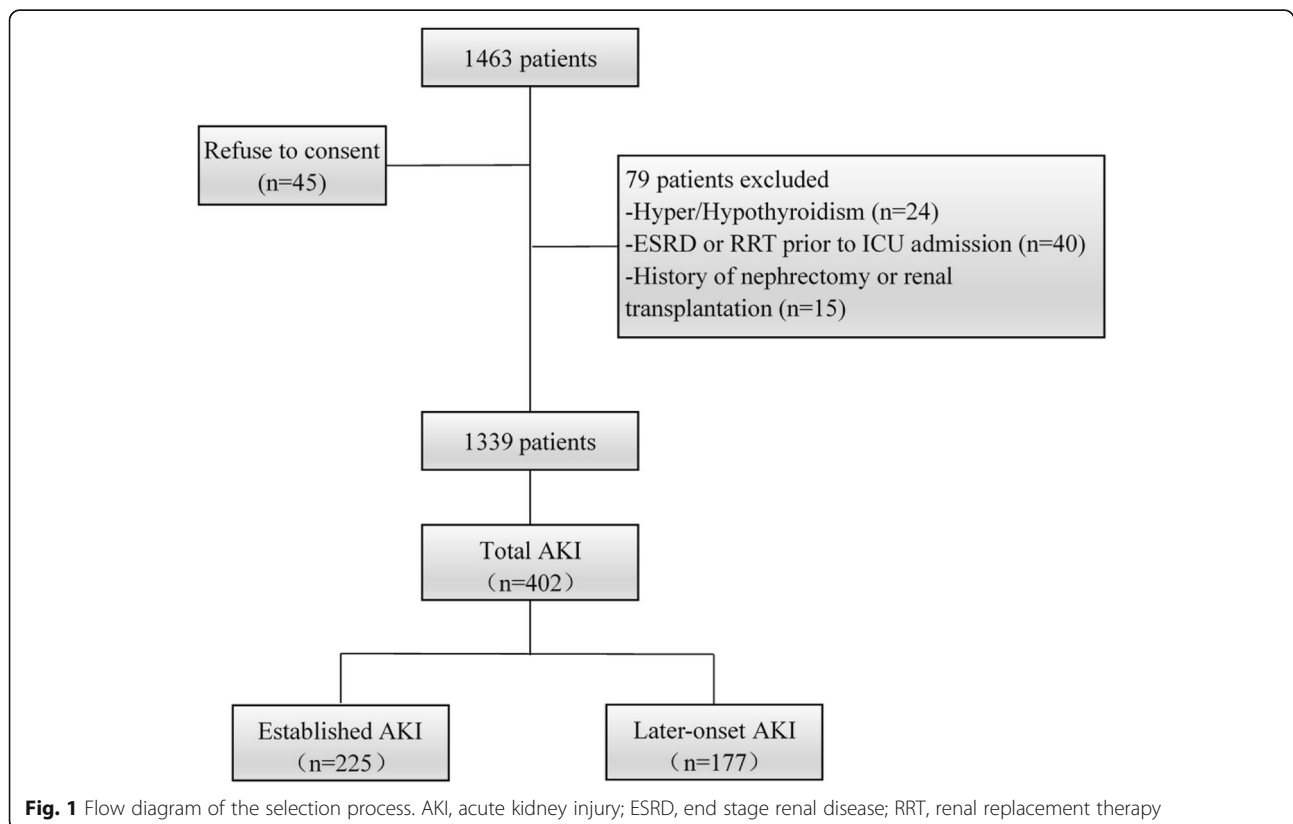 1463 patients
Refuse to consent
(n=45)
79 patients excluded
-Hyper/Hypothyroidism (n=24)
-ESRD or RRT prior to ICU admission (n=40)
-History of nephrectomy or renal
transplantation (n=15)
1339 patients
Total AKI
（n=402）
Established AKI
（n=225）
Later-onset AKI
（n=177）
Fig. 1 Flow diagram of the selection process. AKI, acute kidney injury; ESRD, end stage renal disease; RRT, renal replacement therapy